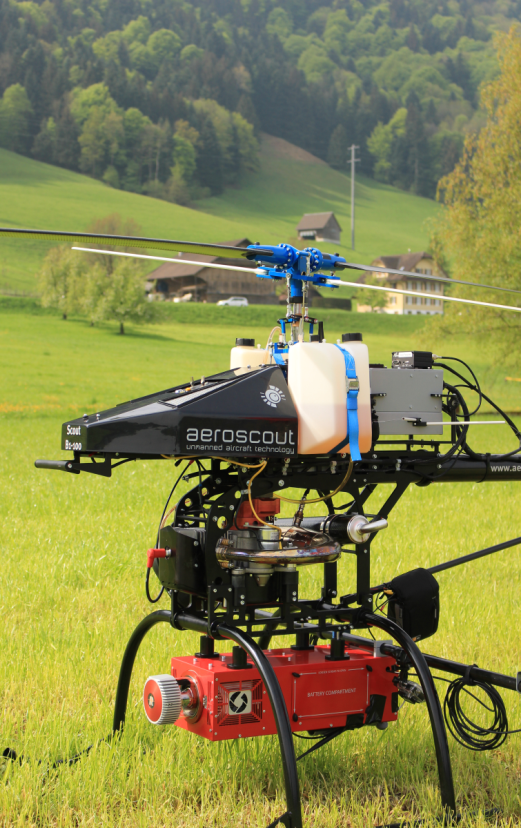 Scout
B1-100
aeroscout
unmanned aircraft technology
www.ae
BATTERY COMPARTMENT